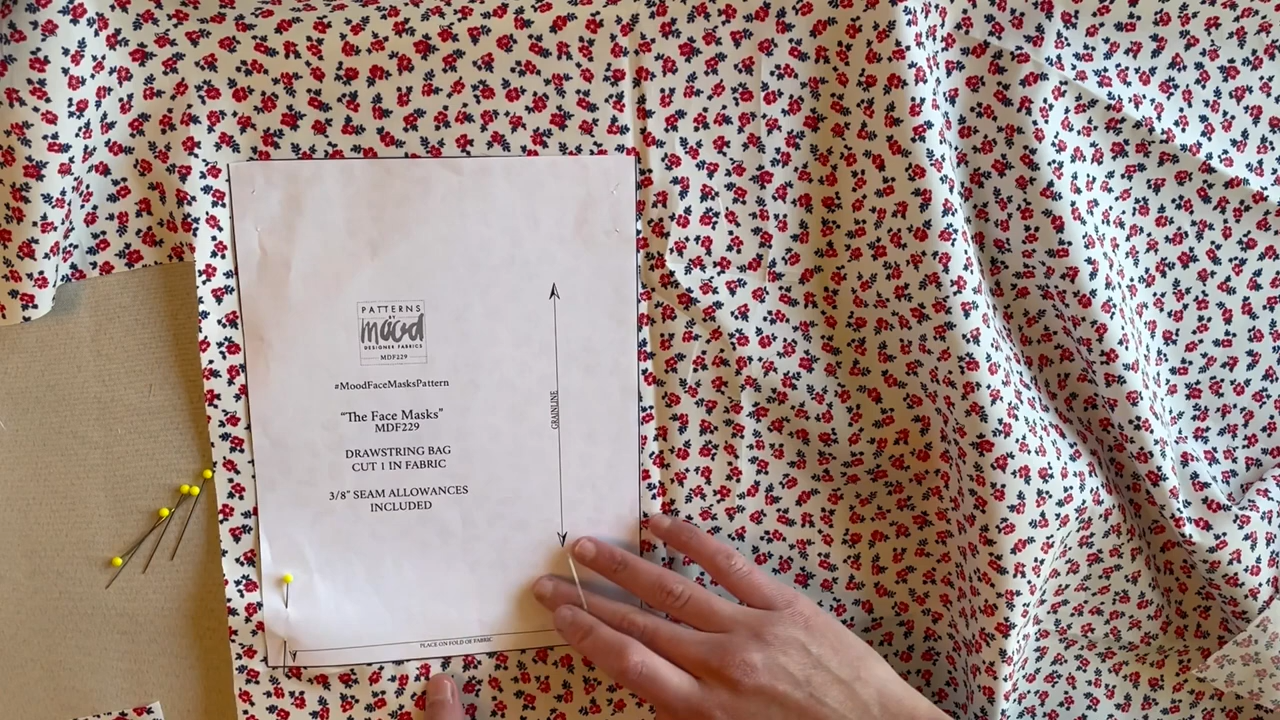 PATTERNS
BY
mood
DESIGNER FABRICS
MDF229
#MoodFaceMasksPattern
"The Face Masks"
MDF229
DRAWSTRING BAG
CUT 1 IN FABRIC
3/8" SEAM ALLOWANCES
INCLUDED
GRAINLINE
PLACE ON FOLD OF FABRIC